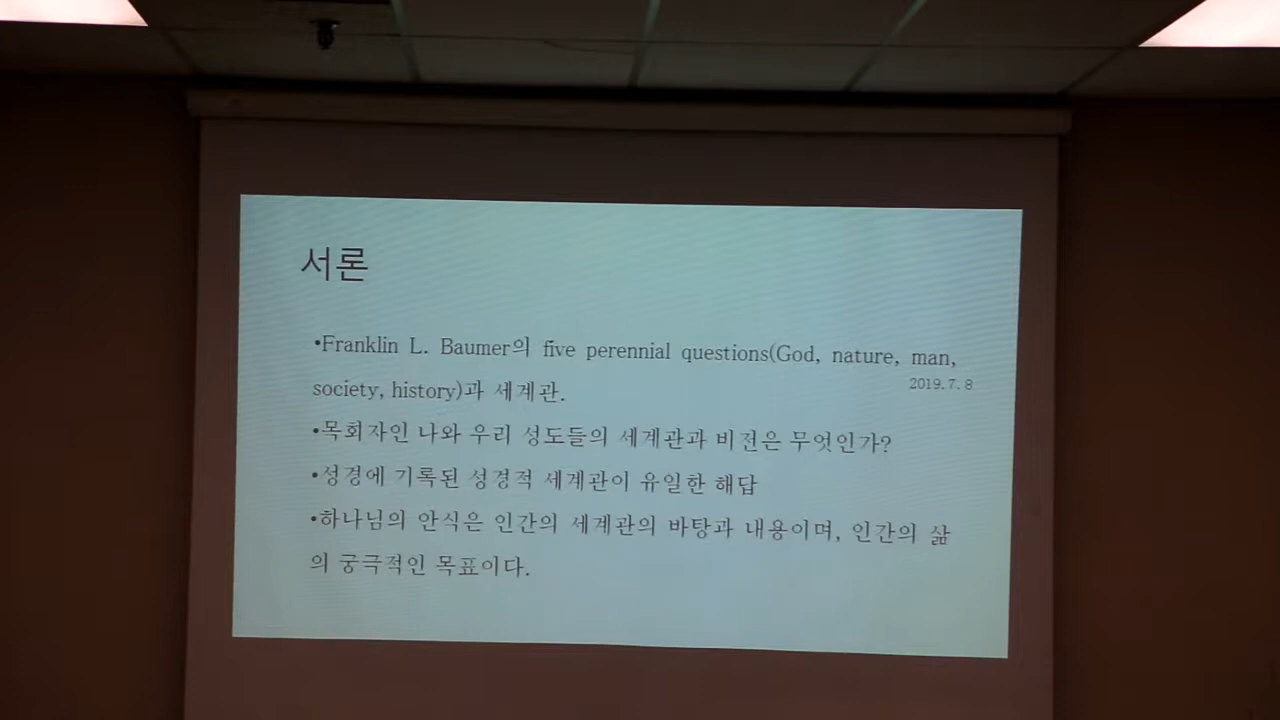 서론
•Franklin L. Baumer의 five perennial questions(God, nature, man,
society, history)과 세계관.
2019. 7. 8
•목회자인 나와 우리 성도들의 세계관과 비전은 무엇인가?
•성경에 기록된 성경적 세계관이 유일한 해답
•하나님의 안식은 인간의 세계관의 바탕과 내용이며, 인간의 삶
의 궁극적인 목표이다.